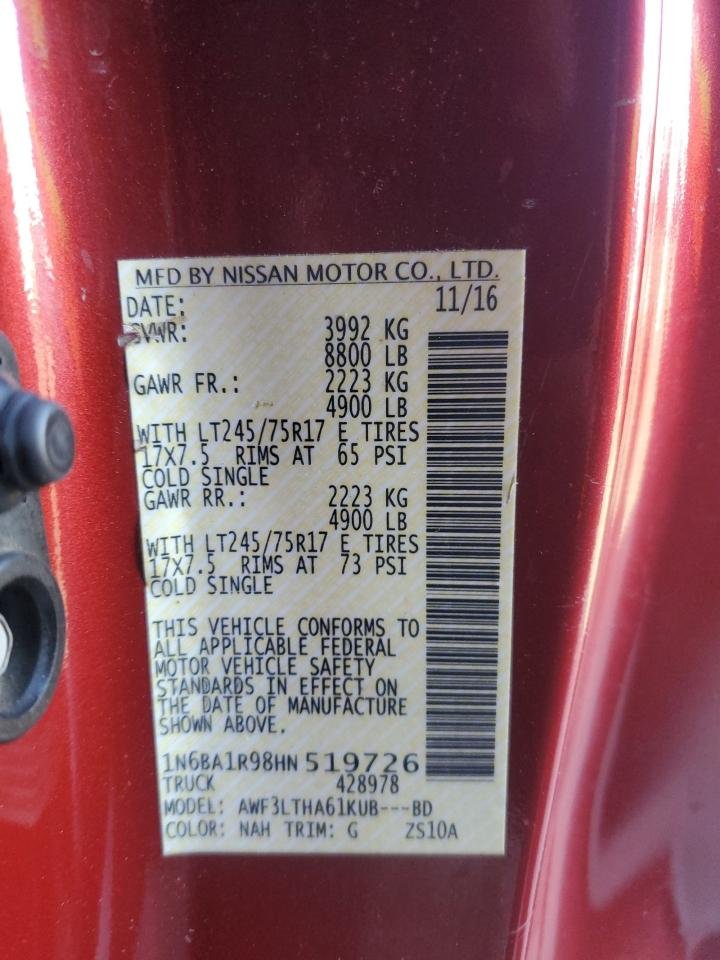 MFD BY NISSAN MOTOR CO., LTD.
DATE: 11/16
GVWR: 3992 KG
8800 LB
GAWR FR.: 2223 KG
4900 LB
WITH LT245/75R17 E TIRES
17X7.5 RIMS AT 65 PSI
COLD SINGLE
GAWR RR.: 2223 KG
4900 LB
WITH LT245/75R17 E TIRES
17X7.5 RIMS AT 73 PSI
COLD SINGLE
THIS VEHICLE CONFORMS TO
ALL APPLICABLE FEDERAL
MOTOR VEHICLE SAFETY
STANDARDS IN EFFECT ON
THE DATE OF MANUFACTURE
SHOWN ABOVE.
1N6BA1R98HN 519726
TRUCK 428978
MODEL: AWF3LTHA61KUB---BD
COLOR: NAH TRIM: G ZS10A